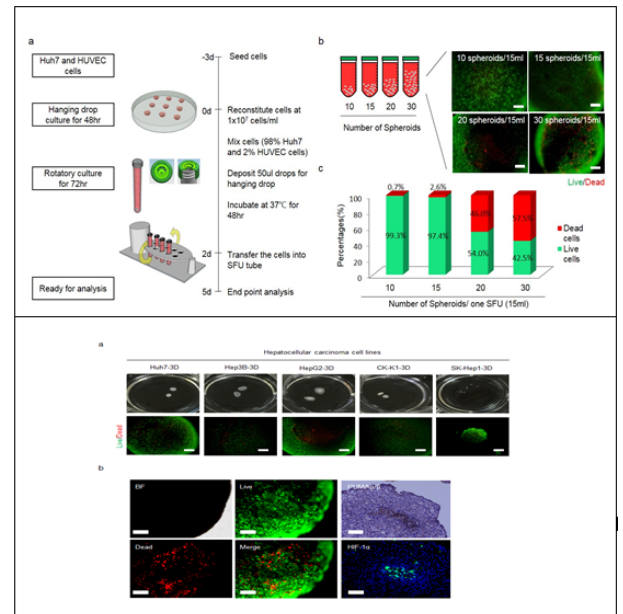 a
Huh7 and HUVEC
cells
Hanging drop
culture for 48hr
Rotatory culture
for 72hr
Ready for analysis
-3d
Seed cells
0d
Reconstitute cells at
1x10⁷ cells/ml
Mix cells (98% Huh7
and 2% HUVEC cells)
Deposit 50ul drops for
hanging drop
Incubate at 37℃ for
48hr
2d
Transfer the cells into
SFU tube
5d
End point analysis
b
10 15 20 30
Number of Spheroids
10 spheroids/15ml
15 spheroids/15ml
20 spheroids/15ml
30 spheroids/15ml
Live/Dead
c
Percentages(%)
100
80
60
40
20
0
0.7%
2.6%
46.0%
57.5%
99.3%
97.4%
54.0%
42.5%
Dead
cells
Live
cells
10 15 20 30
Number of Spheroids/ one SFU (15ml)
a
Hepatocellular carcinoma cell lines
Huh7-3D
Hep3B-3D
HepG2-3D
CK-K1-3D
SK-Hep1-3D
Live/Dead
b
BF
Live
Dead
Merge
HIF-1α